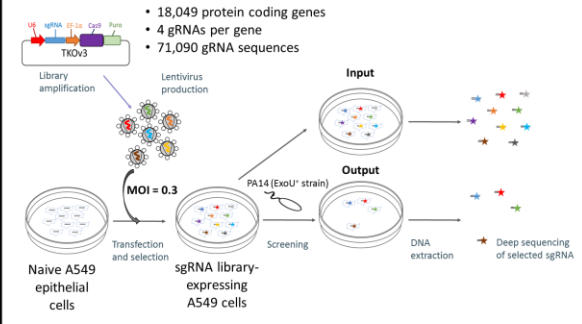 • 18,049 protein coding genes
• 4 gRNAs per gene
• 71,090 gRNA sequences
U6 sgRNA EF-1α Cas9 Puro
TKOv3
Library
amplification
Lentivirus
production
MOI = 0.3
Naive A549
epithelial
cells
Transfection
and selection
sgRNA library-
expressing
A549 cells
PA14 (ExoU⁺ strain)
Screening
Input
Output
DNA
extraction
Deep sequencing
of selected sgRNA